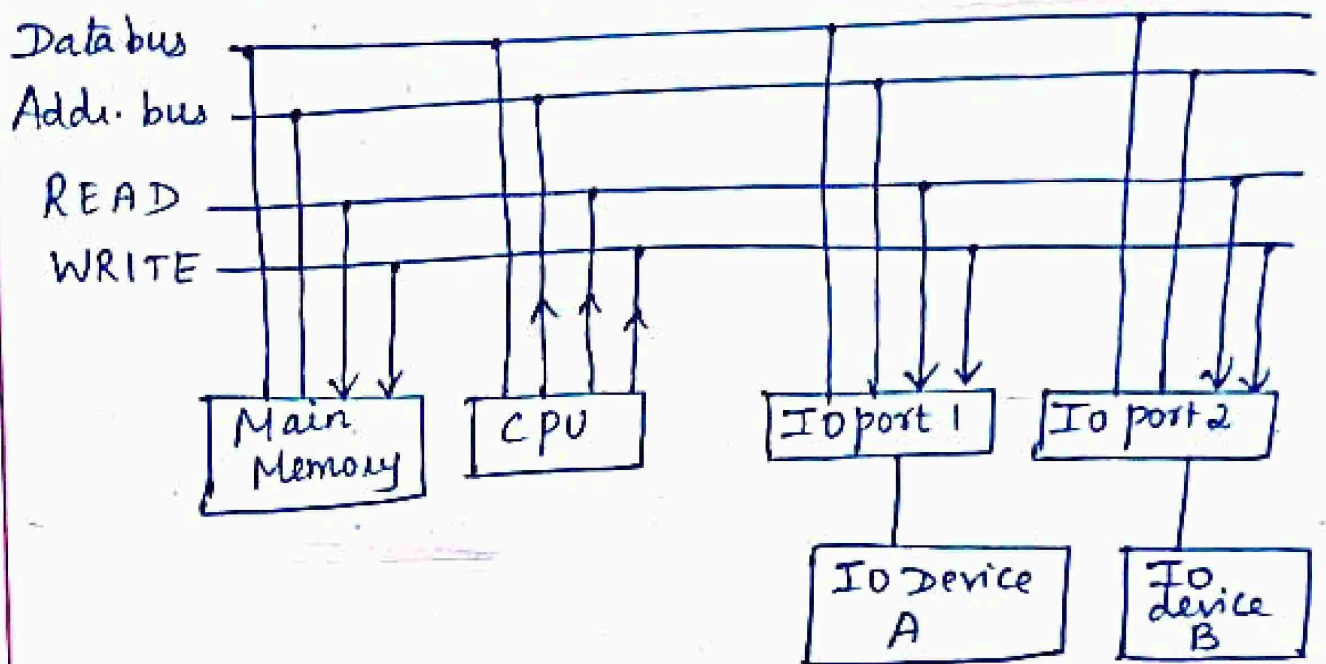 Data bus
Addr. bus
READ
WRITE
Main
Memory
CPU
IO port 1
Io port 2
IO Device
A
IO
device
B